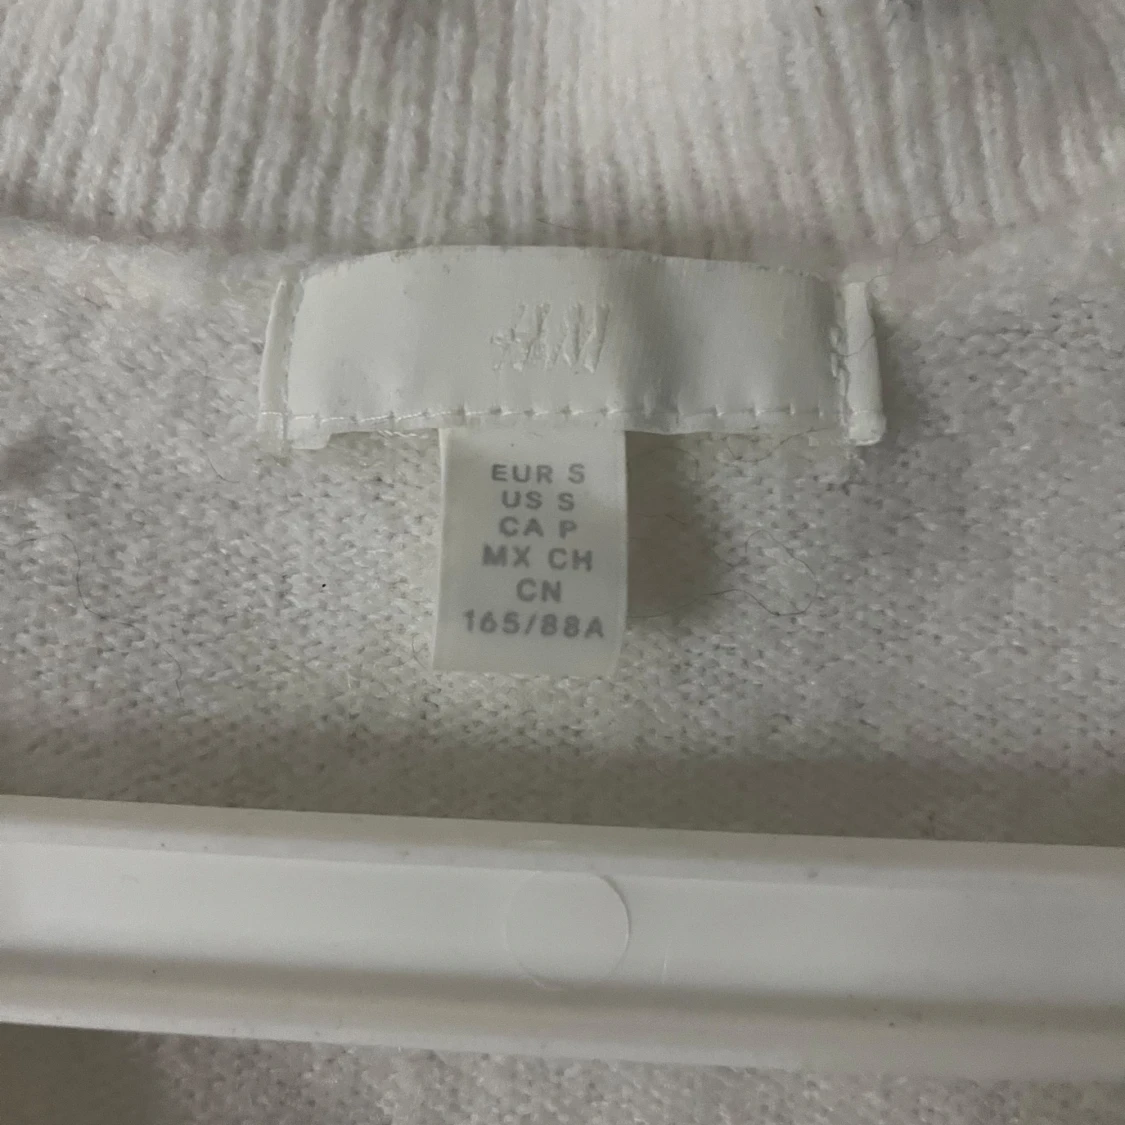 H&M
EUR S
US S
CA P
MX CH
CN
165/88A